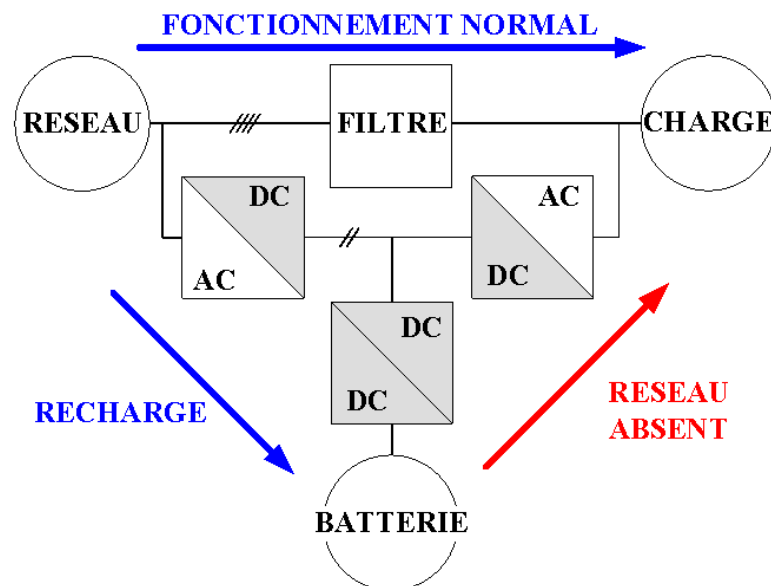 FONCTIONNEMENT NORMAL
RESEAU
FILTRE
CHARGE
DC
AC
AC
DC
DC
DC
RECHARGE
RESEAU
ABSENT
BATTERIE